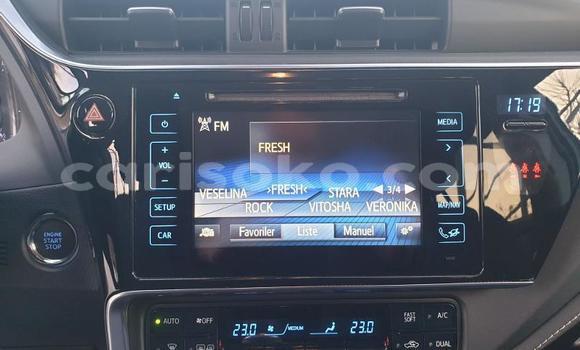 17:19
FM
MEDIA
FRESH
VOL
VESELINA >FRESH< STARA 3/4
ROCK VITOSHA VERONIKA
SETUP
MAP/NAV
CAR
Favoriler Liste Manuel
ENGINE
START
STOP
carisoko.com
AUTO OFF FAST SOFT A/C
23.0 MEDIUM 23.0
DUAL